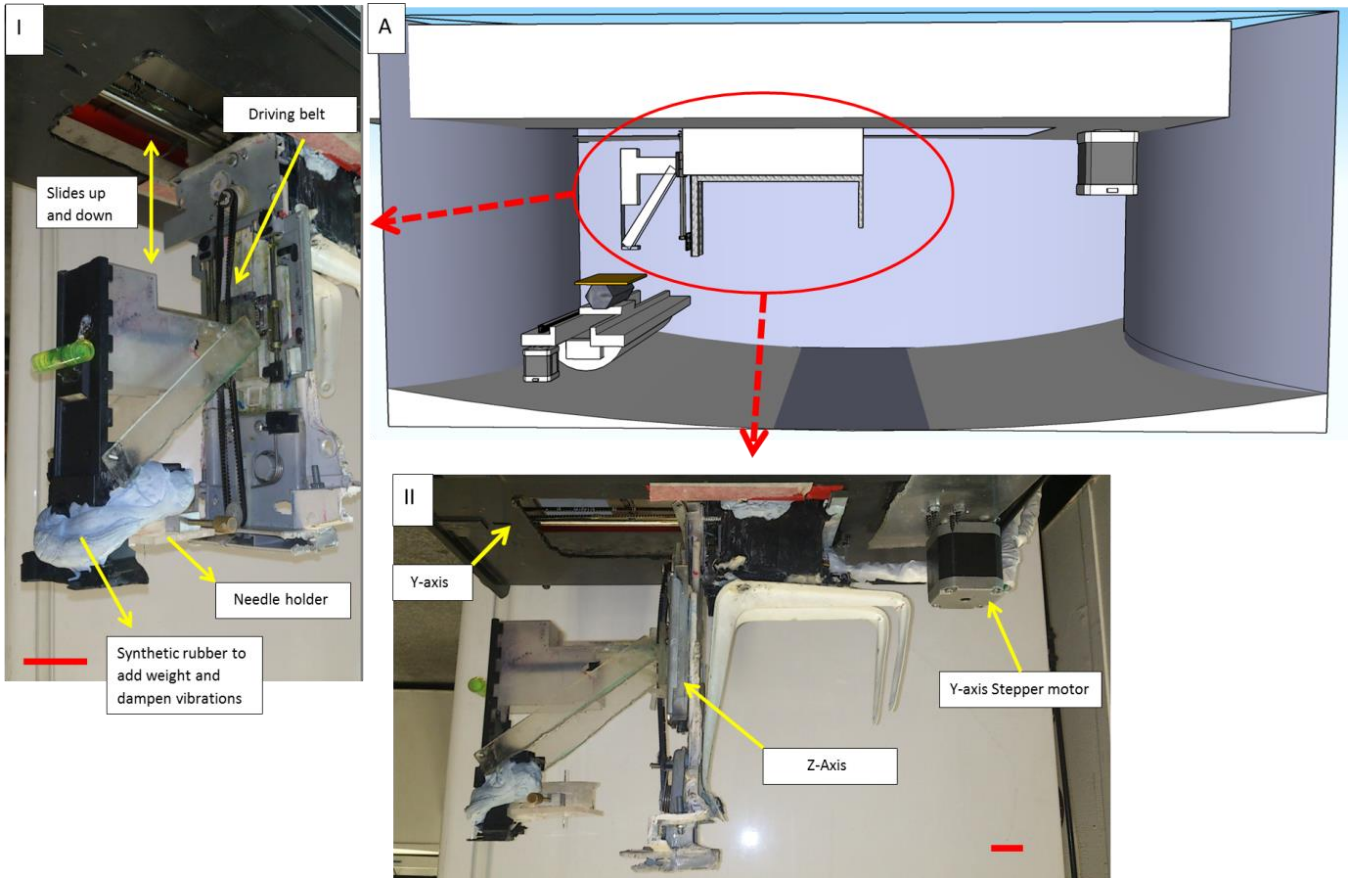 I
Driving belt
Slides up
and down
Needle holder
Synthetic rubber to
add weight and
dampen vibrations
A
II
Y-axis
Z-Axis
Y-axis Stepper motor